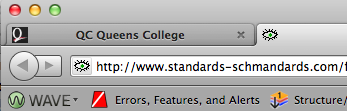 QC Queens College
http://www.standards-schmandards.com/
WAVE Errors, Features, and Alerts Structure/